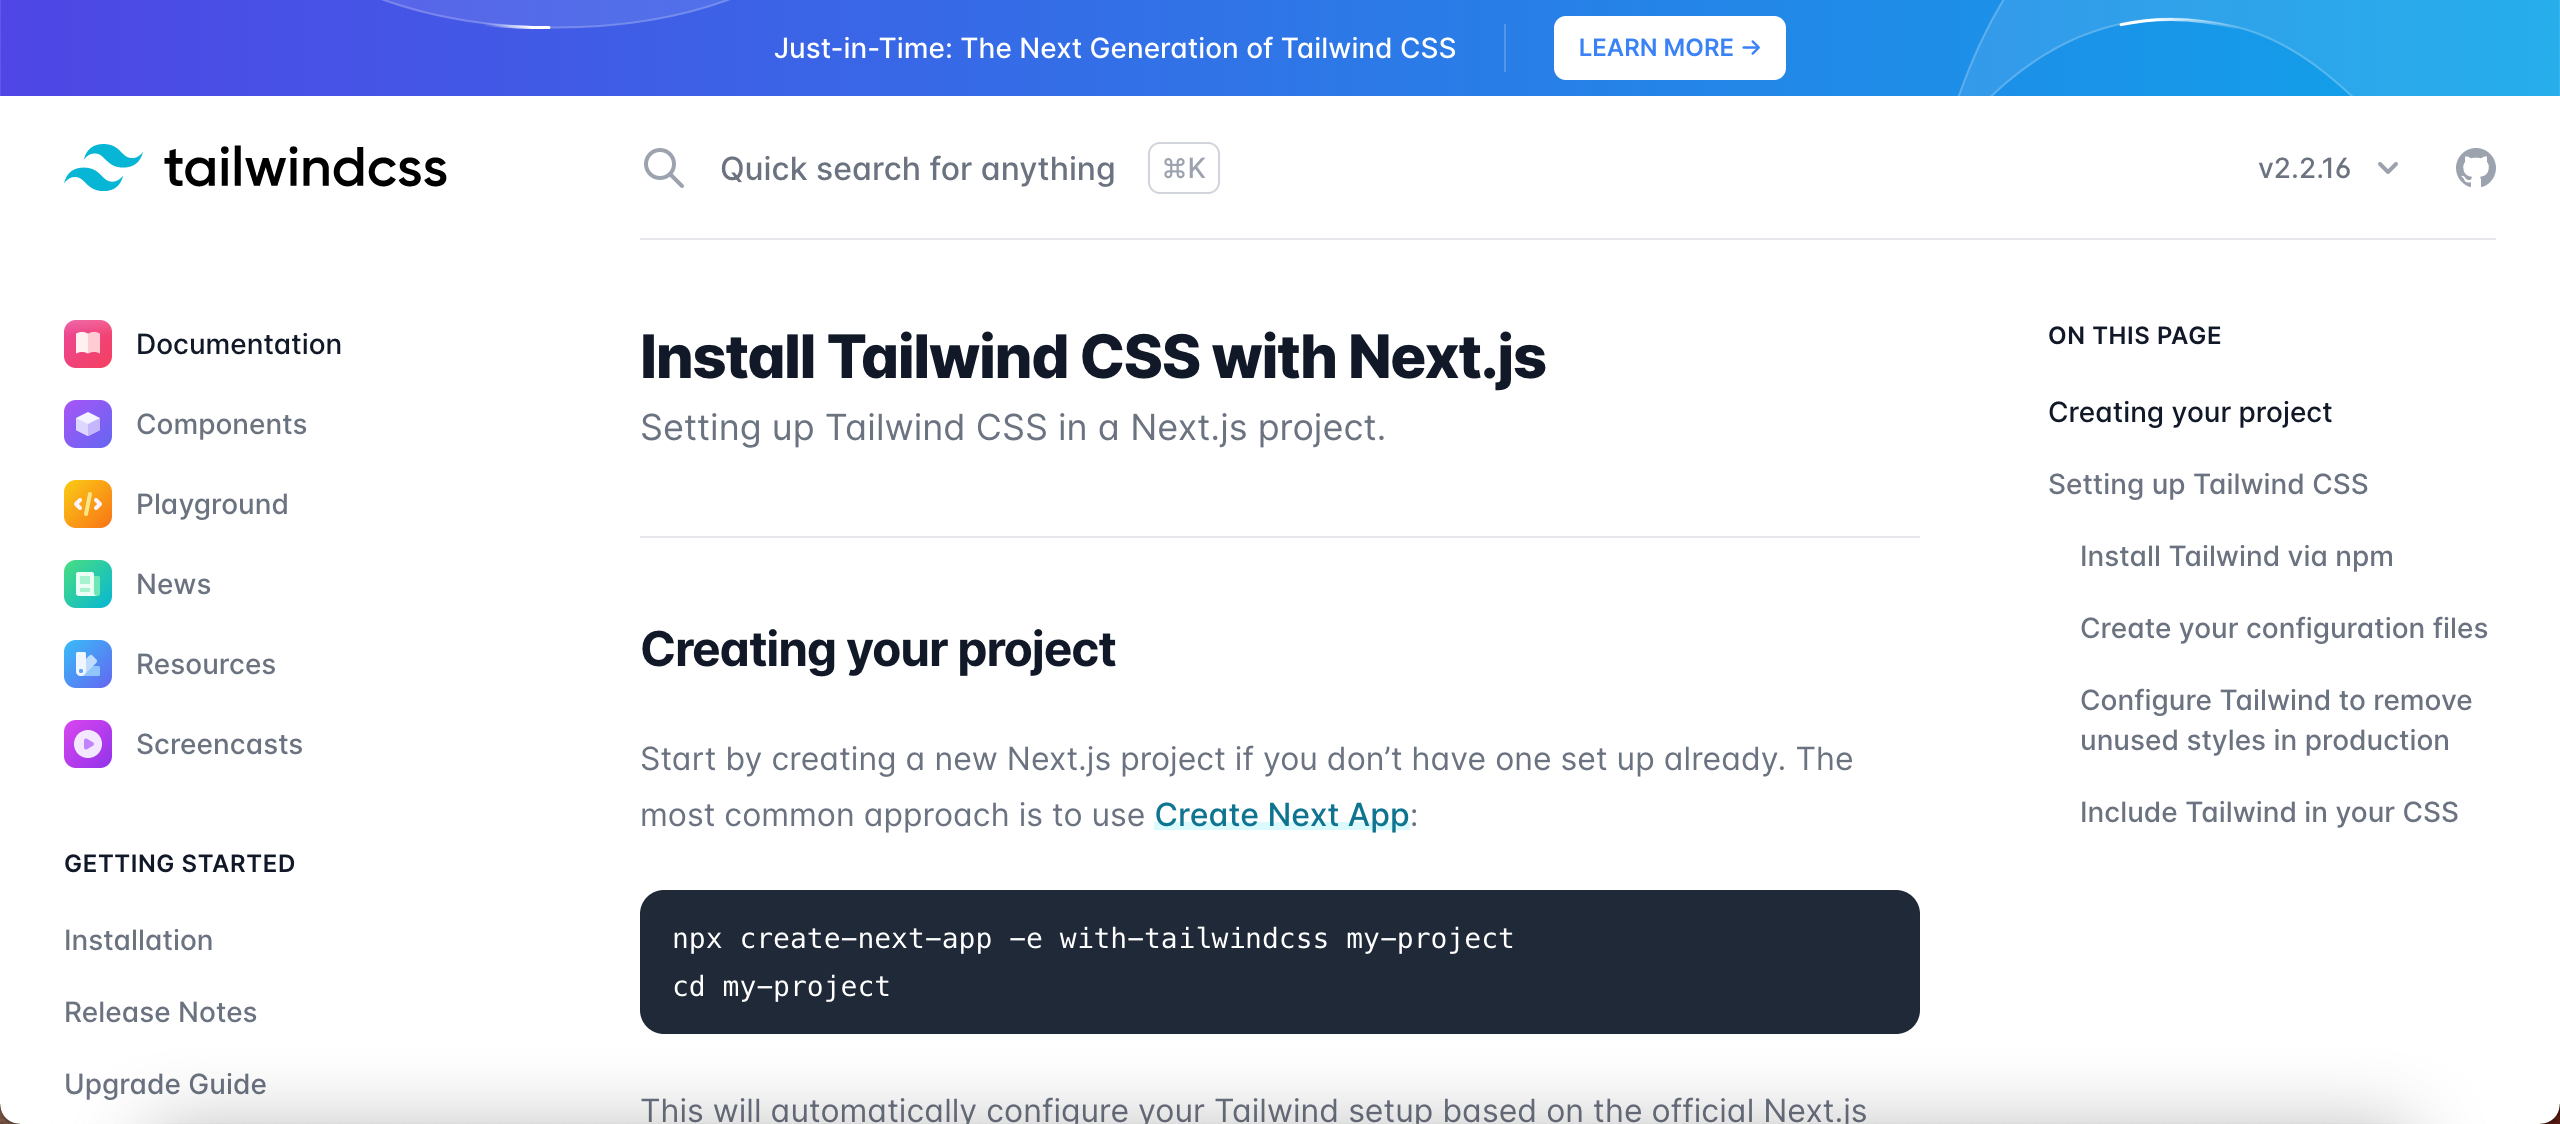 Just-in-Time: The Next Generation of Tailwind CSS
LEARN MORE →
tailwindcss
Quick search for anything
⌘K
v2.2.16
Documentation
Components
Playground
News
Resources
Screencasts
GETTING STARTED
Installation
Release Notes
Upgrade Guide
Install Tailwind CSS with Next.js
Setting up Tailwind CSS in a Next.js project.
Creating your project
Start by creating a new Next.js project if you don’t have one set up already. The
most common approach is to use Create Next App:
npx create-next-app -e with-tailwindcss my-project
cd my-project
This will automatically configure your Tailwind setup based on the official Next.js
ON THIS PAGE
Creating your project
Setting up Tailwind CSS
Install Tailwind via npm
Create your configuration files
Configure Tailwind to remove
unused styles in production
Include Tailwind in your CSS